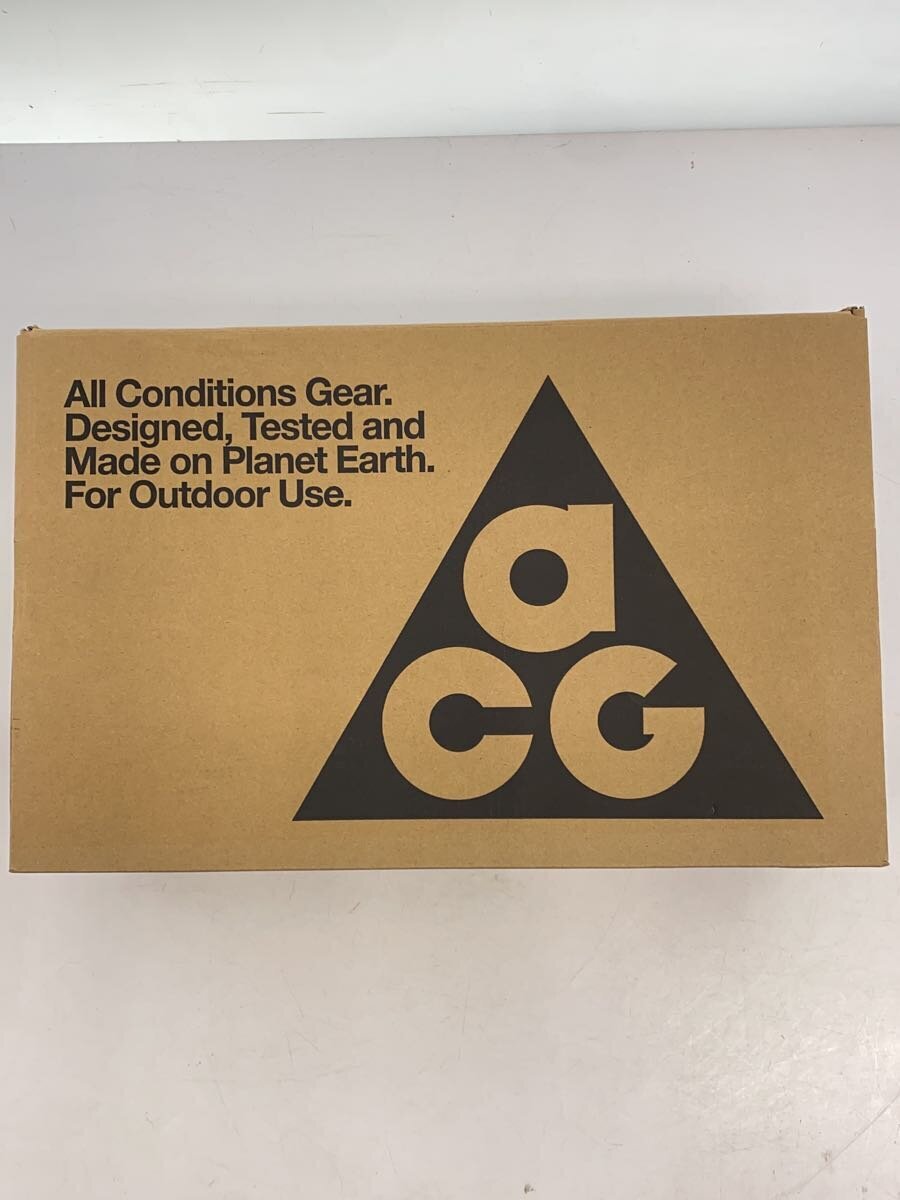 All Conditions Gear.
Designed, Tested and
Made on Planet Earth.
For Outdoor Use.
a
CG